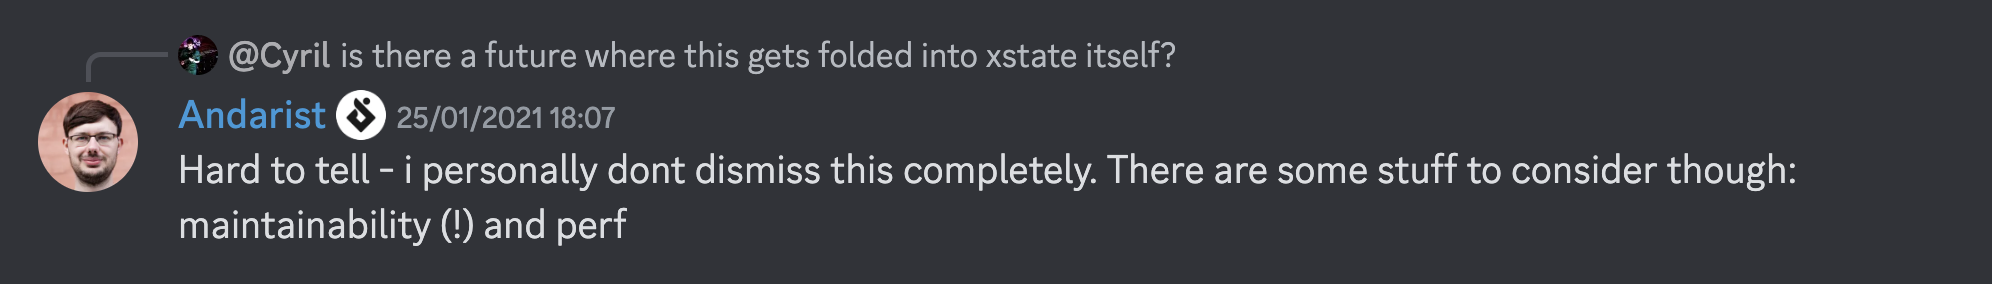 @Cyril is there a future where this gets folded into xstate itself?
Andarist 25/01/2021 18:07
Hard to tell - i personally dont dismiss this completely. There are some stuff to consider though:
maintainability (!) and perf